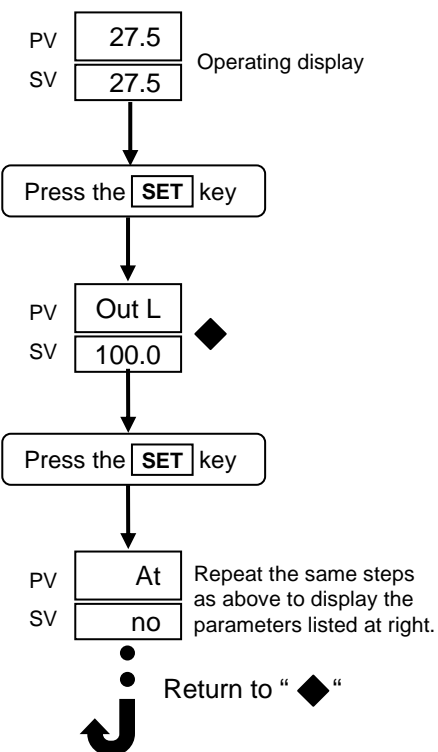 PV 27.5
SV 27.5
Operating display
Press the SET key
PV Out L
SV 100.0
◆
Press the SET key
PV At
SV no
Repeat the same steps
as above to display the
parameters listed at right.
Return to “ ◆“